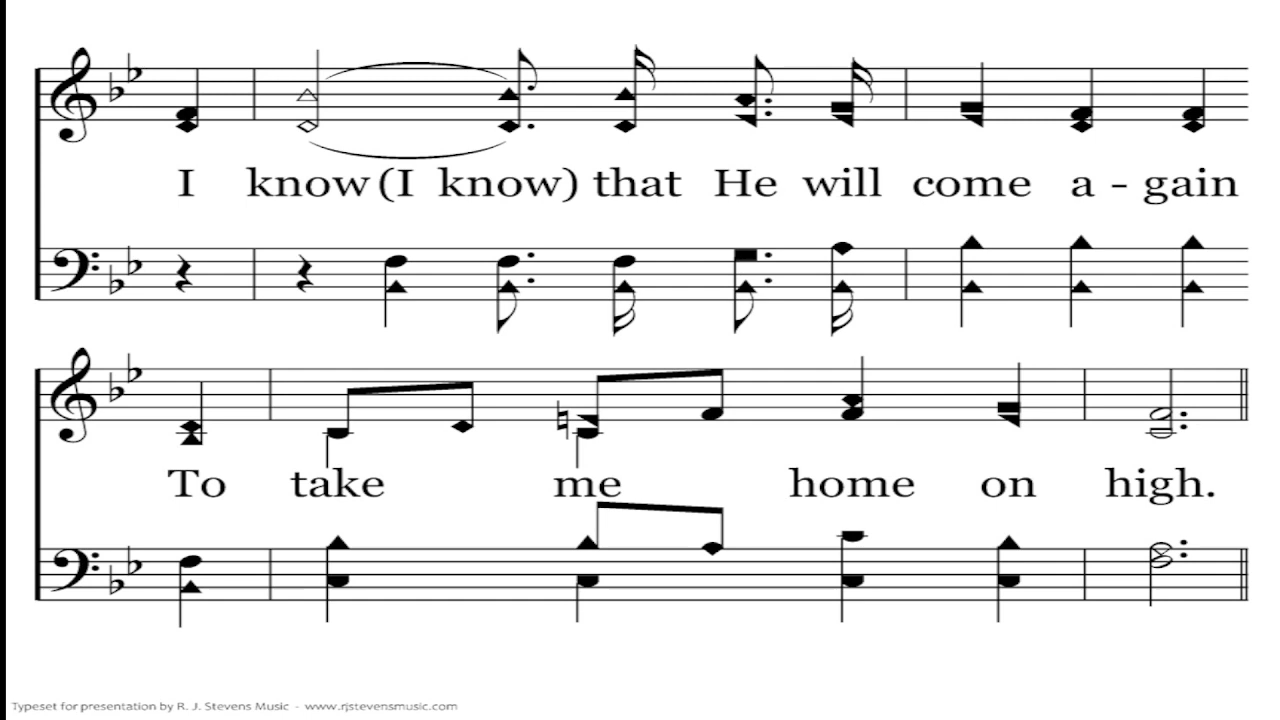 I know (I know) that He will come a - gain
To take me home on high.
Typeset for presentation by R. J. Stevens Music - www.rjstevensmusic.com